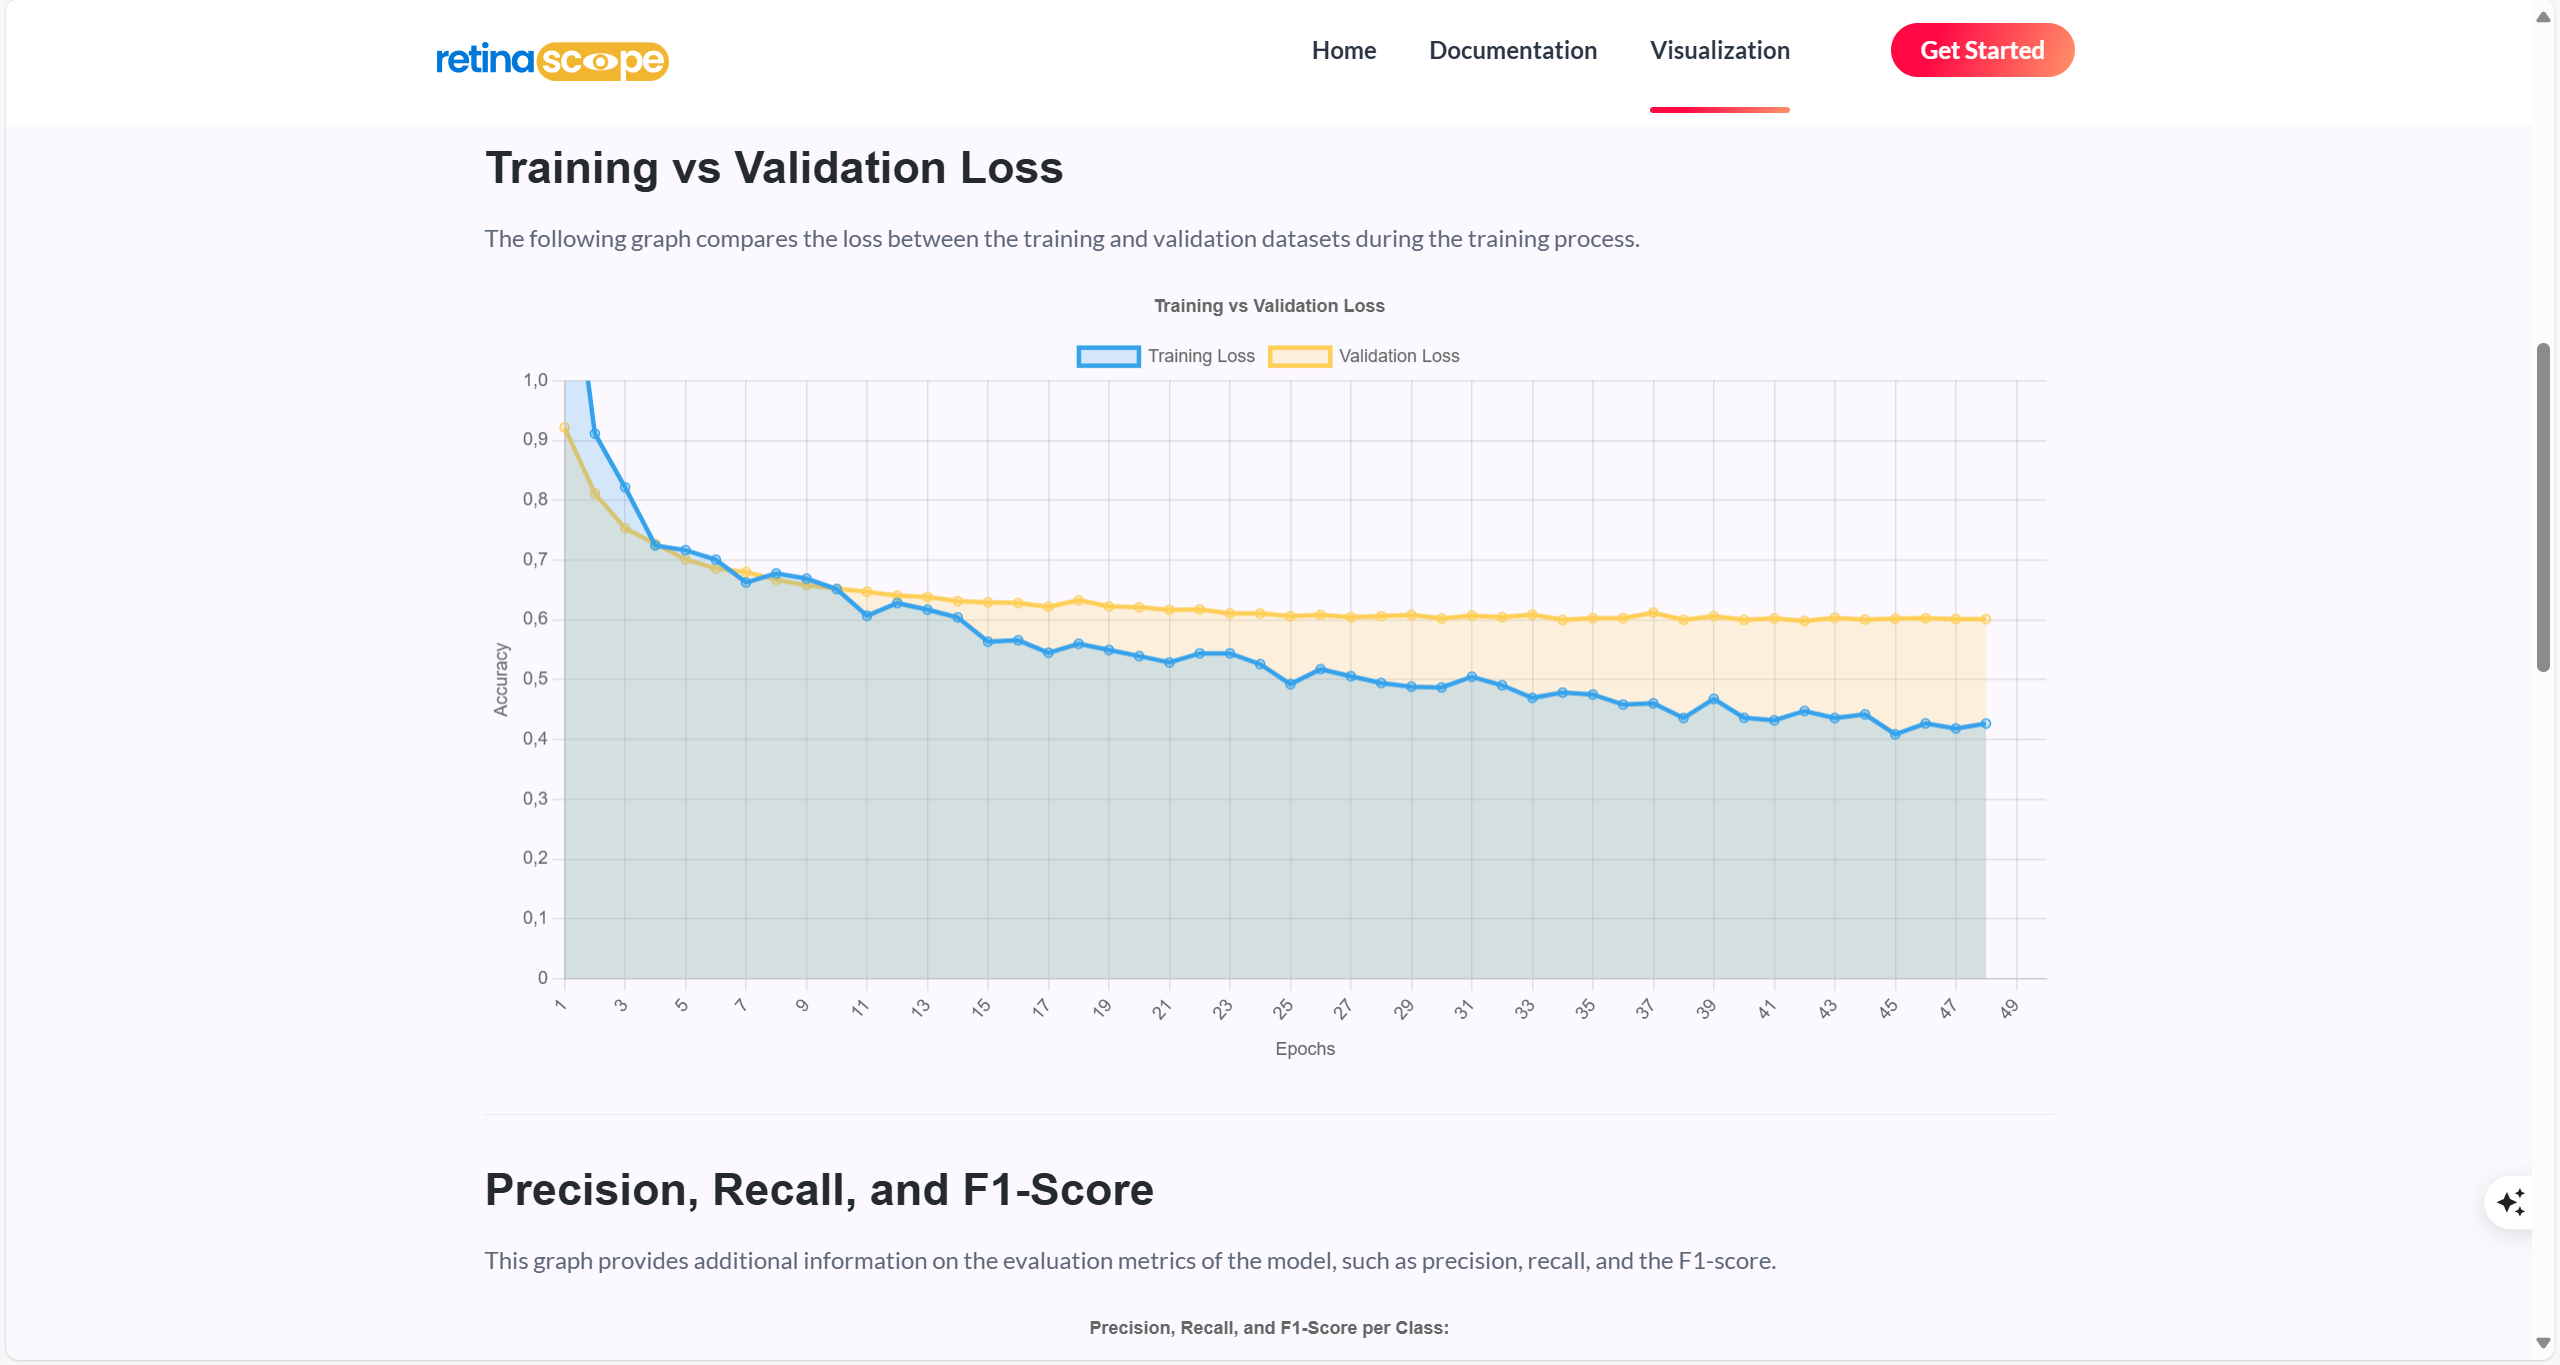 retinascope
Home Documentation Visualization Get Started
Training vs Validation Loss
The following graph compares the loss between the training and validation datasets during the training process.
Training vs Validation Loss
Training Loss Validation Loss
1,0
0,9
0,8
0,7
0,6
0,5
0,4
0,3
0,2
0,1
0
Accuracy
1 3 5 7 9 11 13 15 17 19 21 23 25 27 29 31 33 35 37 39 41 43 45 47 49
Epochs
Precision, Recall, and F1-Score
This graph provides additional information on the evaluation metrics of the model, such as precision, recall, and the F1-score.
Precision, Recall, and F1-Score per Class: